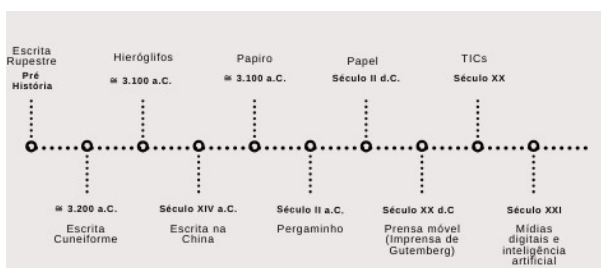 Escrita
Rupestre
Pré
História
Hieróglifos
≅ 3.100 a.C.
Papiro
≅ 3.100 a.C.
Papel
Século II d.C.
TICs
Século XX
≅ 3.200 a.C.
Escrita
Cuneiforme
Século XIV a.C.
Escrita na
China
Século II a.C.
Pergaminho
Século XX d.C
Prensa móvel
(Imprensa de
Gutemberg)
Século XXI
Mídias
digitais e
inteligência
artificial